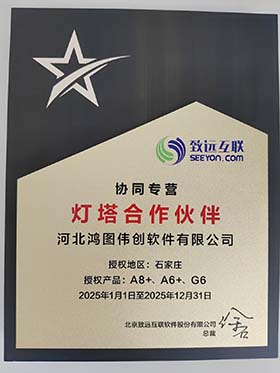 致远互联
SEEYON.COM
协同专营
灯塔合作伙伴
河北鸿图伟创软件有限公司
授权地区：石家庄
授权产品：A8+、A6+、G6
2025年1月1日至2025年12月31日
北京致远互联软件股份有限公司
总裁